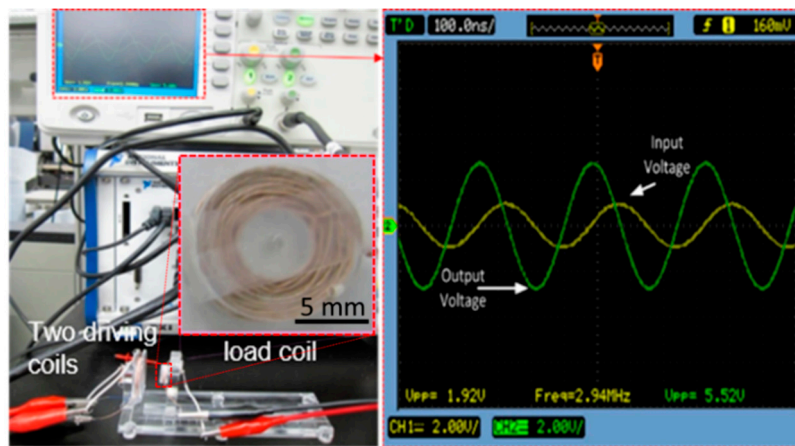 Two driving
coils
load coil
5 mm
T'D 100.0ns/ 1 160mV
T
Input
Voltage
Output
Voltage
Vpp= 1.92V Freq=2.94MHz Vpp= 5.52V
CH1 2.00V/ CH2 2.00V/